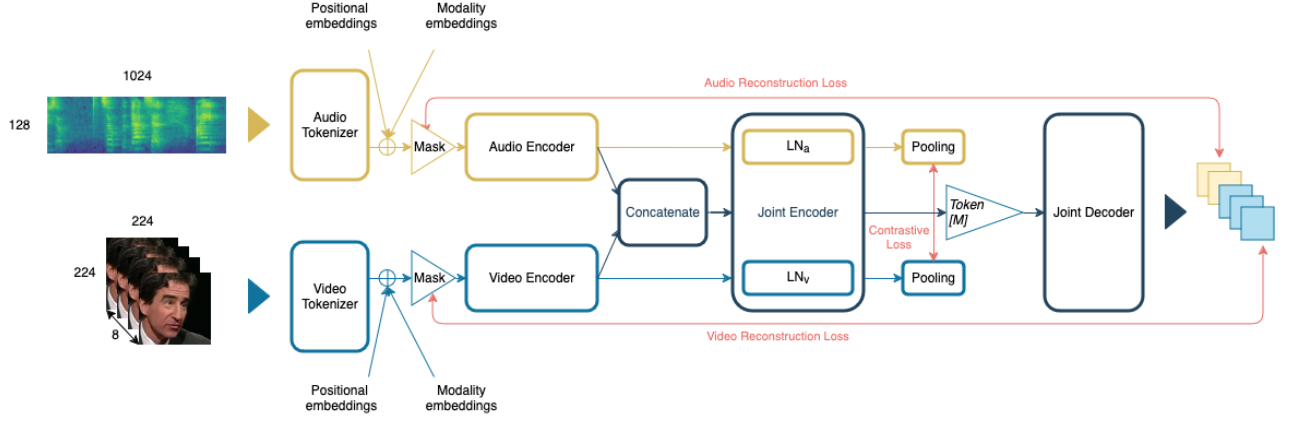 Positional
embeddings
Modality
embeddings
1024
128
Audio
Tokenizer
Mask
Audio Encoder
Audio Reconstruction Loss
LNa
Pooling
Concatenate
Joint Encoder
Contrastive
Loss
Token
[M]
Joint Decoder
224
224
8
Video
Tokenizer
Mask
Video Encoder
LNv
Pooling
Video Reconstruction Loss
Positional
embeddings
Modality
embeddings